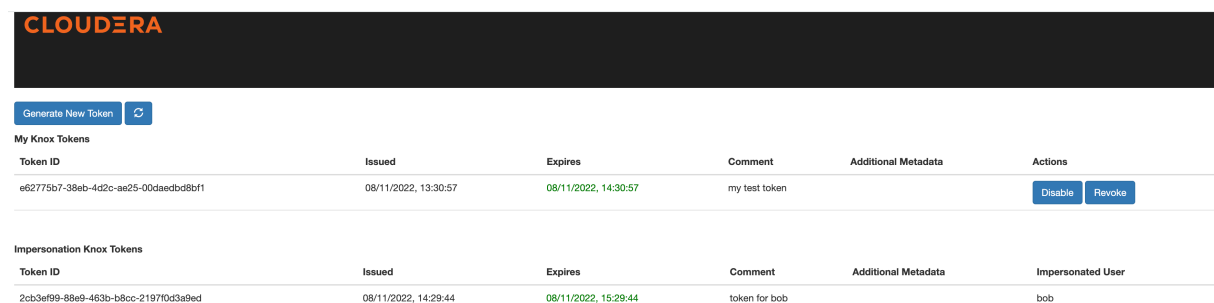 CLOUDERA
Generate New Token
My Knox Tokens
Token ID Issued Expires Comment Additional Metadata Actions
e62775b7-38eb-4d2c-ae25-00daedbd8bf1 08/11/2022, 13:30:57 08/11/2022, 14:30:57 my test token Disable Revoke
Impersonation Knox Tokens
Token ID Issued Expires Comment Additional Metadata Impersonated User
2cb3ef99-88e9-463b-b8cc-2197f0d3a9ed 08/11/2022, 14:29:44 08/11/2022, 15:29:44 token for bob bob